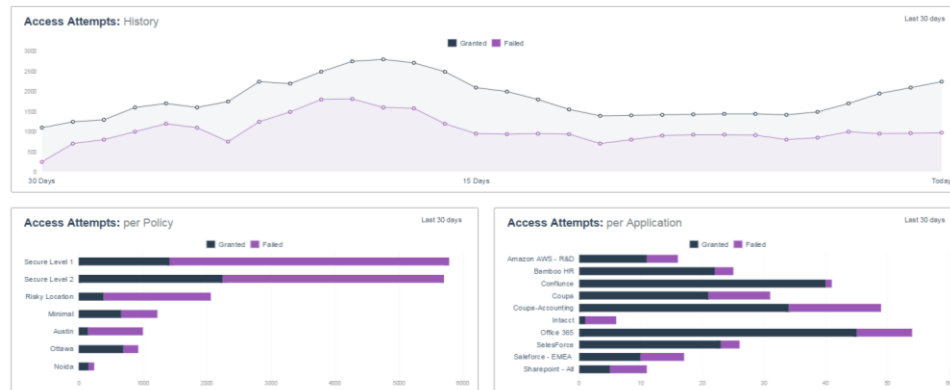 Access Attempts: History
Last 30 days
Granted Failed
3000
2500
2000
1500
1000
500
0
30 Days 15 Days Today
Access Attempts: per Policy
Last 30 days
Granted Failed
Secure Level 1
Secure Level 2
Risky Location
Minimal
Austin
Ottawa
Noida
0 1000 2000 3000 4000 5000 6000
Access Attempts: per Application
Last 30 days
Granted Failed
Amazon AWS - R&D
Bamboo HR
Conflunce
Coupa
Coupa-Accounting
Intacct
Office 365
SelesForce
Saleforce - EMEA
Sharepoint - All
0 10 20 30 40 50